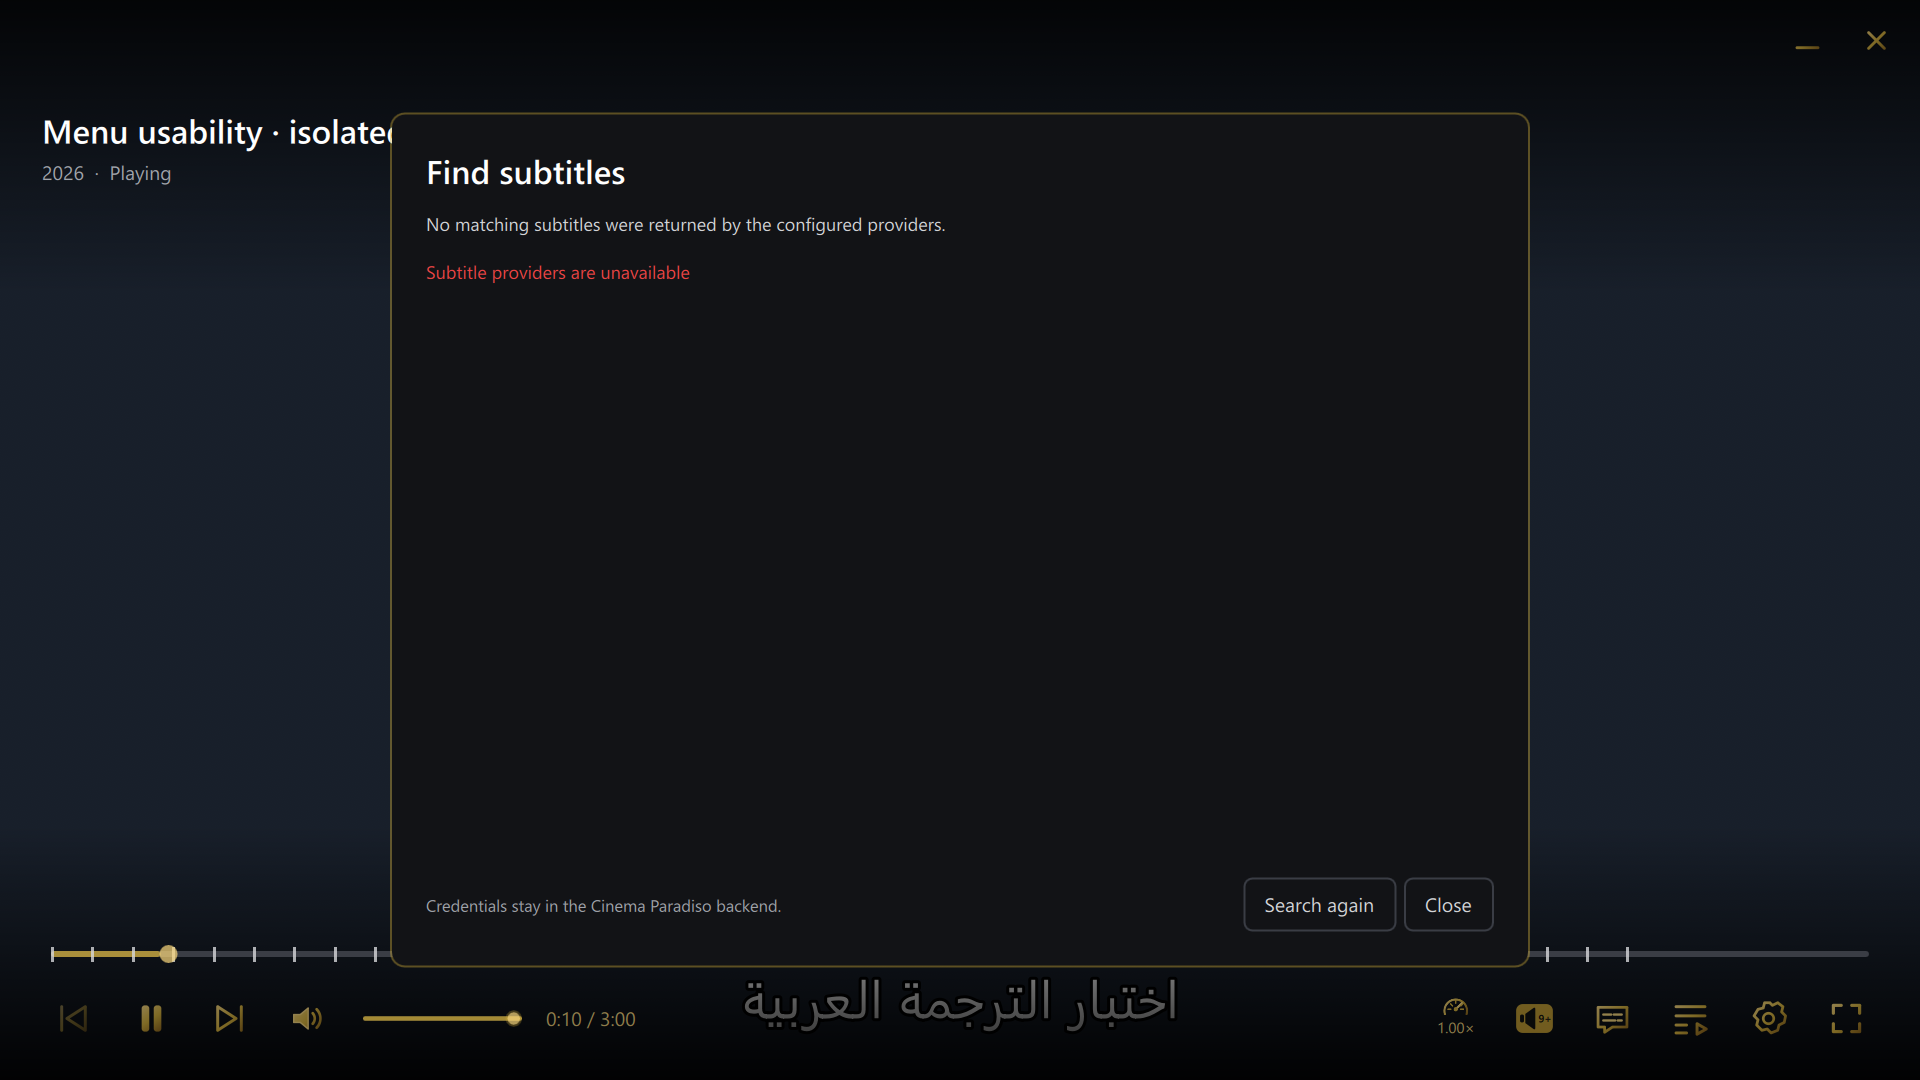 Menu usability · isolated
2026 · Playing
Find subtitles
No matching subtitles were returned by the configured providers.
Subtitle providers are unavailable
Credentials stay in the Cinema Paradiso backend.
Search again
Close
اختبار الترجمة العربية
0:10 / 3:00
1.00×
9+